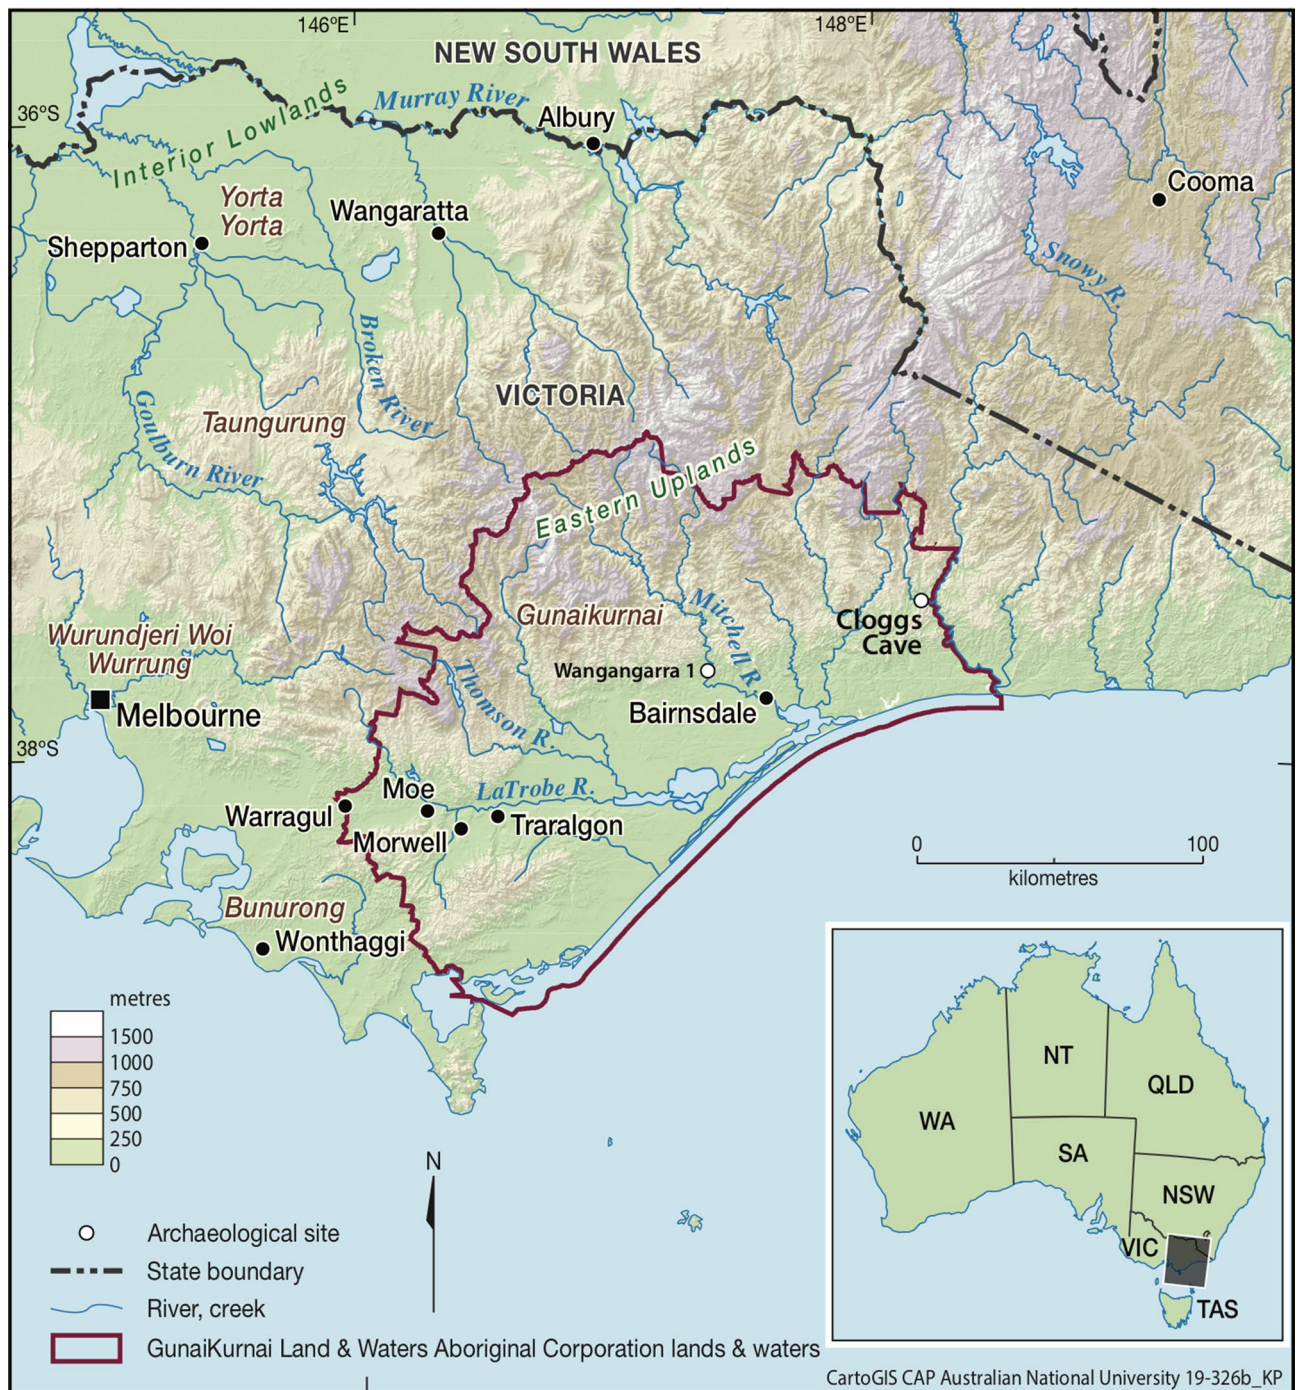 146°E
148°E
NEW SOUTH WALES
36°S
Interior Lowlands
Murray River
Albury
Cooma
Yorta
Yorta
Wangaratta
Shepparton
Snowy R.
Broken River
VICTORIA
Goulburn River
Taungurung
Eastern Uplands
Gunaikurnai
Mitchell R.
Cloggs
Cave
Wurundjeri Woi
Wurrung
Wangangarra 1
Thomson R.
Melbourne
Bairnsdale
38°S
Moe
LaTrobe R.
Warragul
Morwell
Traralgon
0
100
kilometres
Bunurong
Wonthaggi
metres
1500
1000
750
500
250
0
N
Archaeological site
State boundary
River, creek
GunaiKurnai Land & Waters Aboriginal Corporation lands & waters
NT
QLD
WA
SA
NSW
VIC
TAS
CartoGIS CAP Australian National University 19-326b_KP